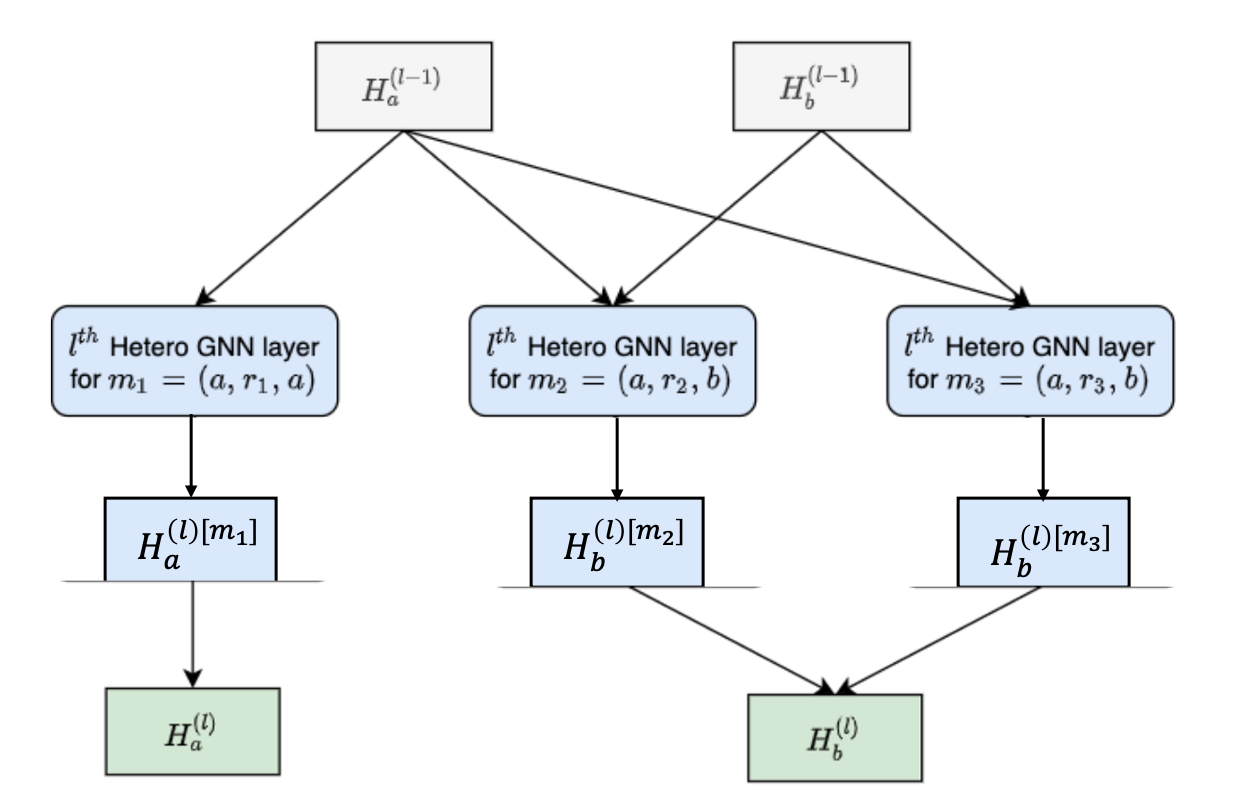 H_a^{(l-1)}
H_b^{(l-1)}
l^{th} Hetero GNN layer
for m_1 = (a, r_1, a)
l^{th} Hetero GNN layer
for m_2 = (a, r_2, b)
l^{th} Hetero GNN layer
for m_3 = (a, r_3, b)
H_a^{(l)[m_1]}
H_b^{(l)[m_2]}
H_b^{(l)[m_3]}
H_a^{(l)}
H_b^{(l)}